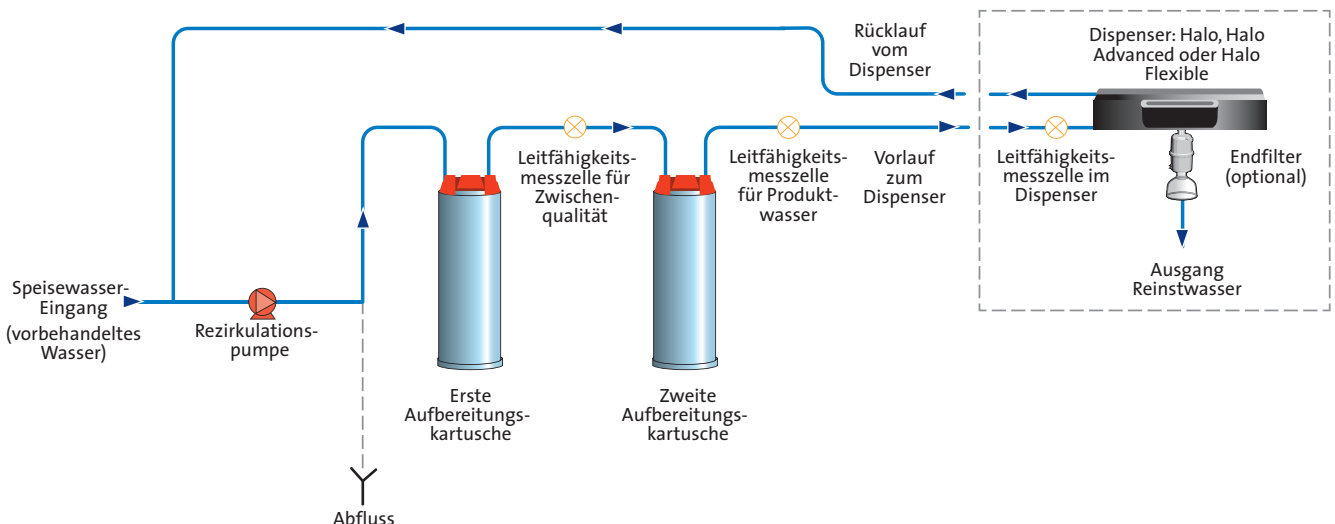 Speisewasser-
Eingang
(vorbehandeltes
Wasser)
Rezirkulations-
pumpe
Abfluss
Erste
Aufbereitungs-
kartusche
Leitfähigkeits-
messzelle für
Zwischen-
qualität
Zweite
Aufbereitungs-
kartusche
Leitfähigkeits-
messzelle
für Produkt-
wasser
Rücklauf
vom
Dispenser
Vorlauf
zum
Dispenser
Dispenser: Halo, Halo
Advanced oder Halo
Flexible
Leitfähigkeits-
messzelle im
Dispenser
Endfilter
(optional)
Ausgang
Reinstwasser